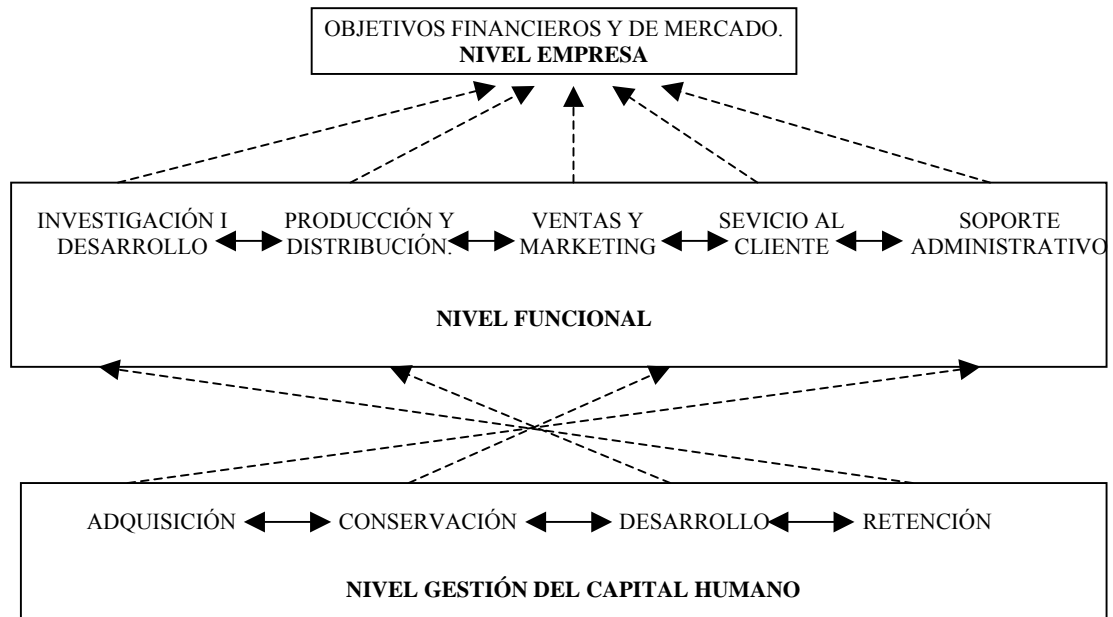 OBJETIVOS FINANCIEROS Y DE MERCADO.
NIVEL EMPRESA
INVESTIGACIÓN I
DESARROLLO
PRODUCCIÓN Y
DISTRIBUCIÓN.
VENTAS Y
MARKETING
SEVICIO AL
CLIENTE
SOPORTE
ADMINISTRATIVO
NIVEL FUNCIONAL
ADQUISICIÓN
CONSERVACIÓN
DESARROLLO
RETENCIÓN
NIVEL GESTIÓN DEL CAPITAL HUMANO